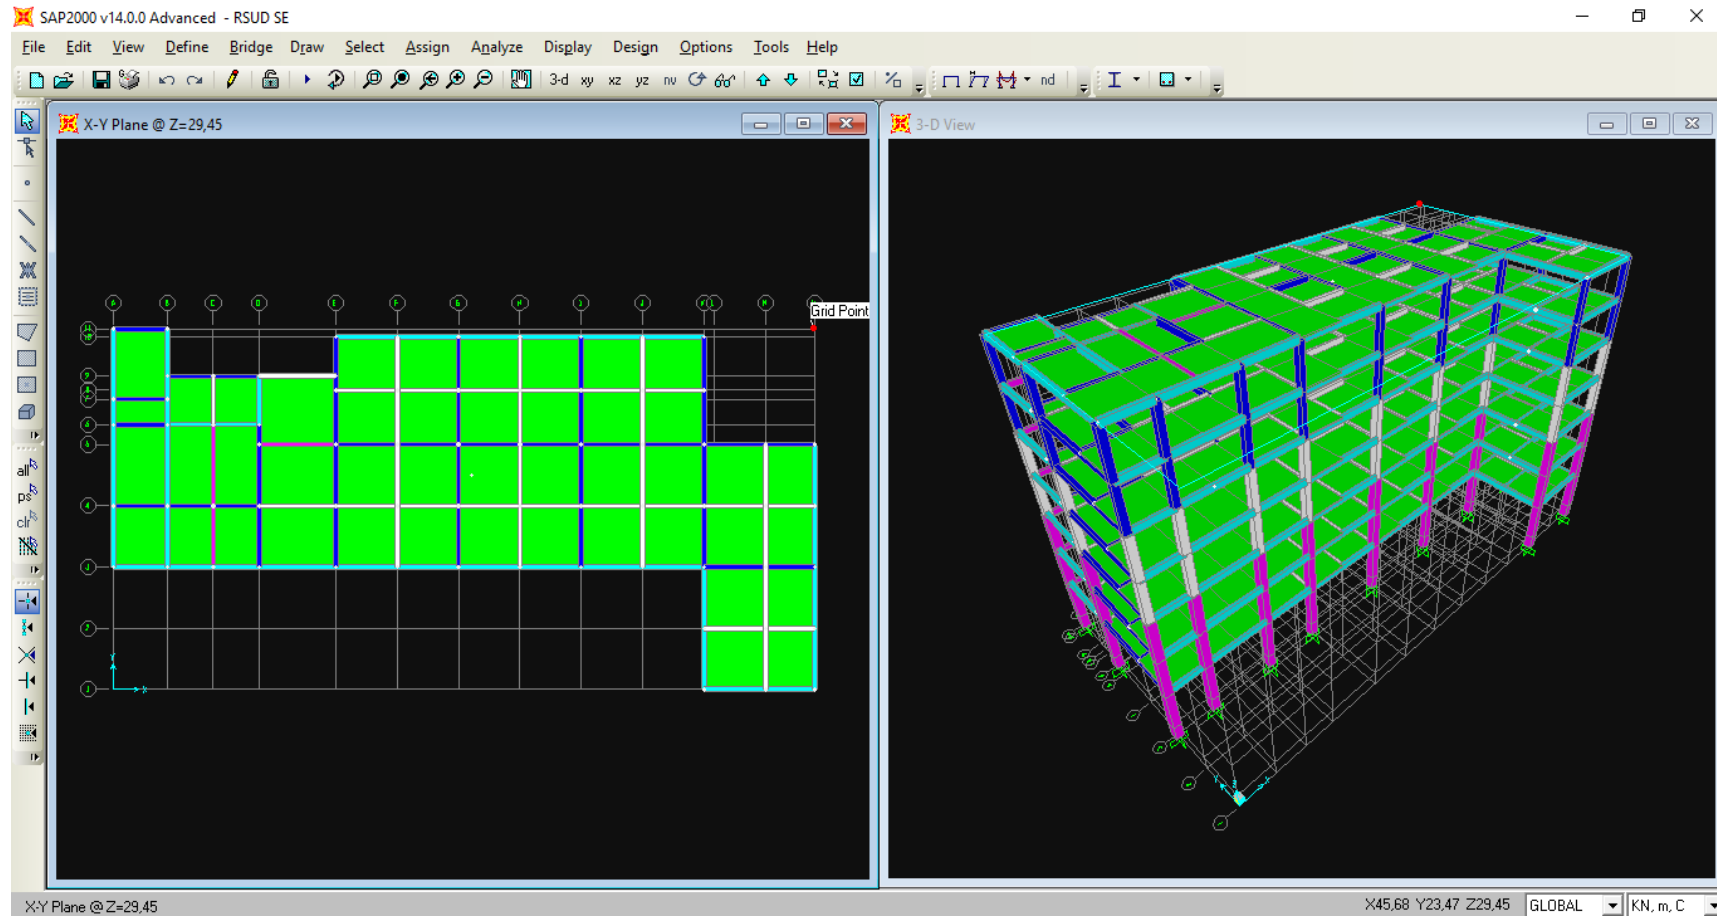 SAP2000 v14.0.0 Advanced - RSUD SE
File Edit View Define Bridge Draw Select Assign Analyze Display Design Options Tools Help
3-d xy xz yz nv nd
X-Y Plane @ Z=29,45
3-D View
all
ps
clr
Grid Point
X-Y Plane @ Z=29,45
X45,68 Y23,47 Z29,45 GLOBAL KN, m, C